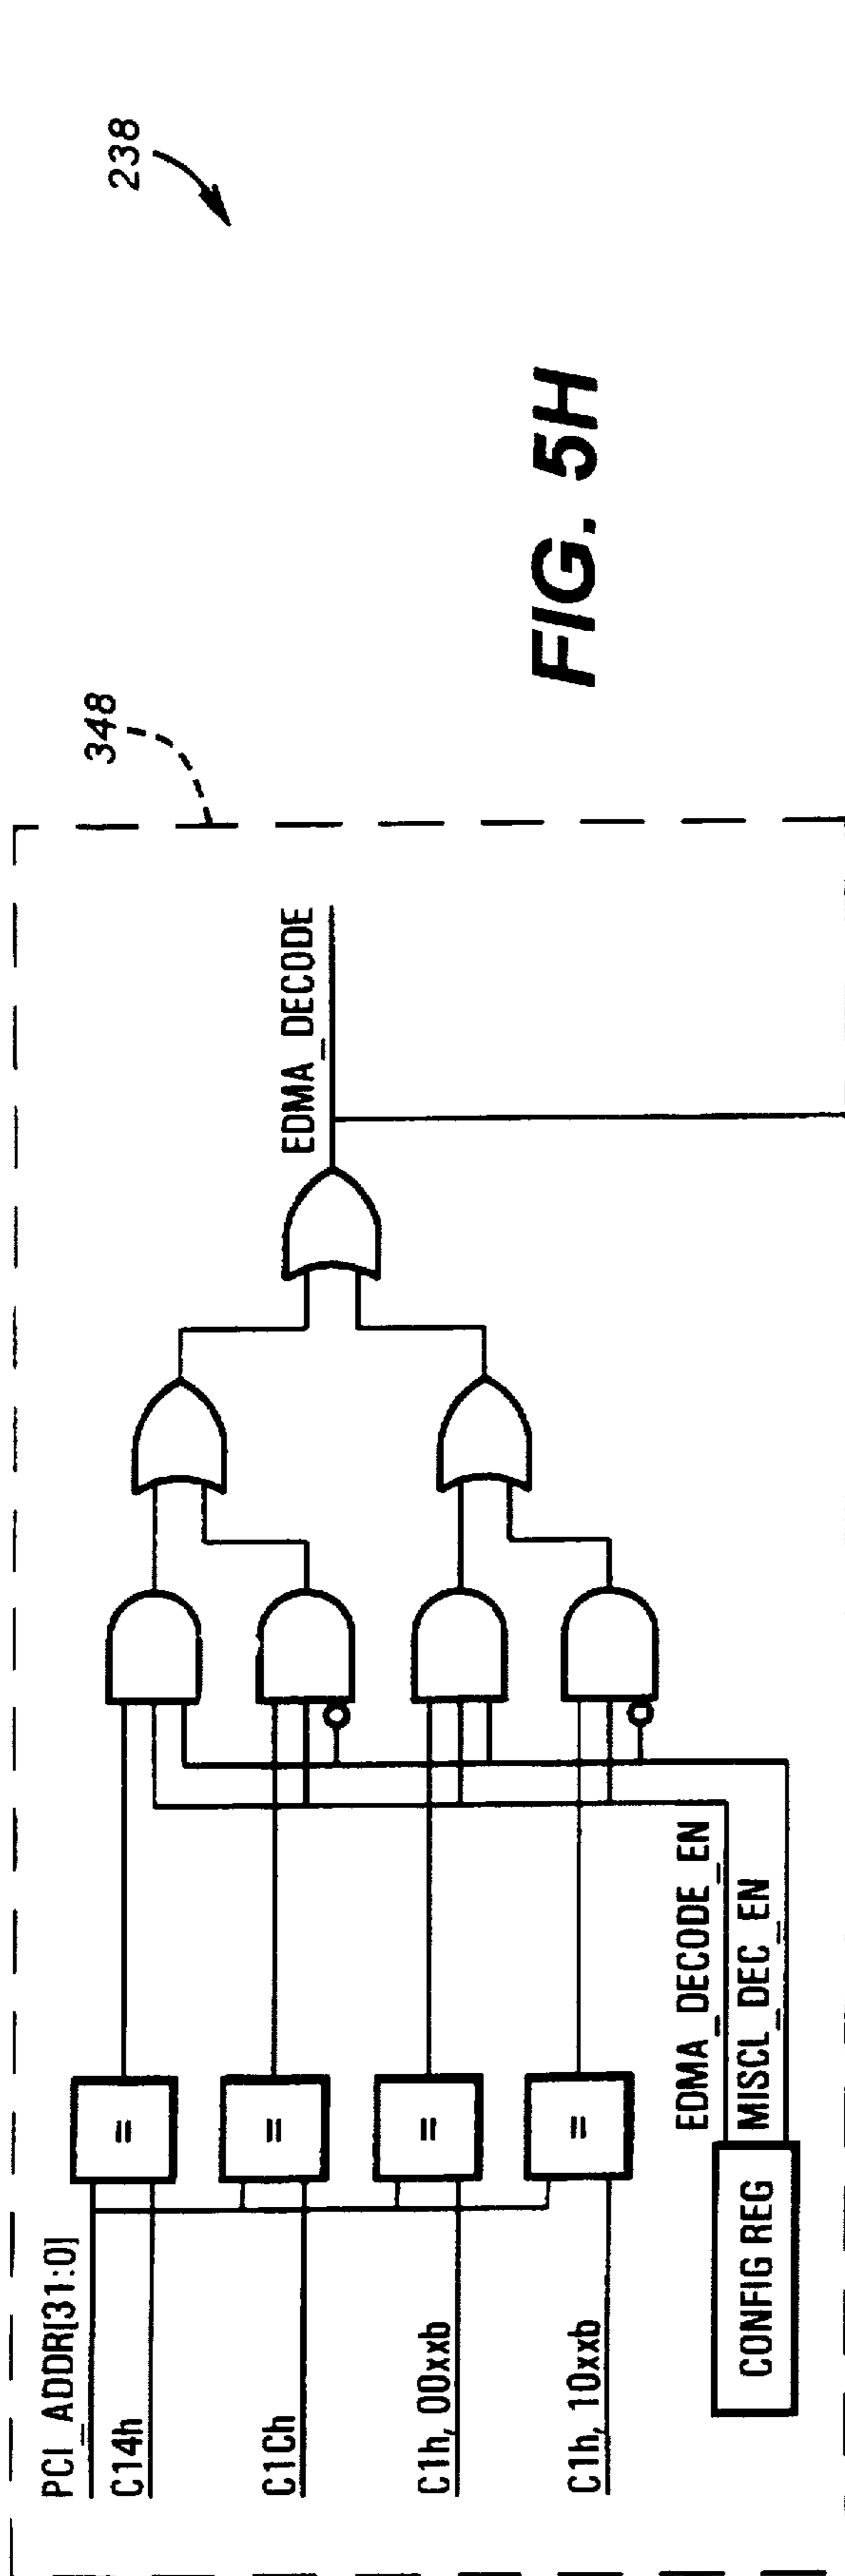 PCI_ADDR[31:0]
C14h
C1Ch
C1h, 00xxb
C1h, 10xxb
=
=
=
=
CONFIG REG
EDMA_DECODE_EN
MISCL_DEC_EN
EDMA_DECODE
348
238
FIG. 5H